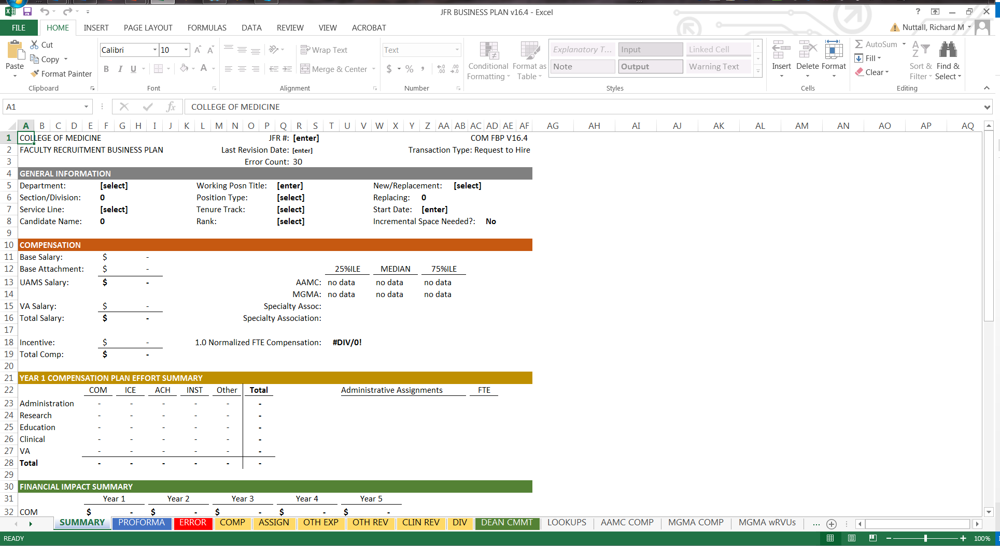 JFR BUSINESS PLAN v16.4 - Excel
FILE HOME INSERT PAGE LAYOUT FORMULAS DATA REVIEW VIEW ACROBAT Nuttall, Richard M
Paste Cut
Copy
Format Painter
Clipboard
Calibri 10
B I U A
Font
Wrap Text
Merge & Center
Alignment
Text
$ % ,
Number
Conditional Formatting
Format as Table
Explanatory T... Input Linked Cell
Note Output Warning Text
Styles
Insert Delete Format
Cells
AutoSum
Fill
Clear
Sort & Filter
Find & Select
Editing
A1 fx COLLEGE OF MEDICINE
A B C D E F G H I J K L M N O P Q R S T U V W X Y Z AA AB AC AD AE AF AG AH AI AJ AK AL AM AN AO AP AQ
1 COLLEGE OF MEDICINE JFR #: [enter] COM FBP V16.4
2 FACULTY RECRUITMENT BUSINESS PLAN Last Revision Date: [enter] Transaction Type: Request to Hire
3 Error Count: 30
4 GENERAL INFORMATION
5 Department: [select] Working Posn Title: [enter] New/Replacement: [select]
6 Section/Division: 0 Position Type: [select] Replacing: 0
7 Service Line: [select] Tenure Track: [select] Start Date: [enter]
8 Candidate Name: 0 Rank: [select] Incremental Space Needed?: No
9
10 COMPENSATION
11 Base Salary: $ -
12 Base Attachment: $ - 25%ILE MEDIAN 75%ILE
13 UAMS Salary: $ - AAMC: no data no data no data
14 MGMA: no data no data no data
15 VA Salary: $ - Specialty Assoc:
16 Total Salary: $ - Specialty Association:
17
18 Incentive: $ - 1.0 Normalized FTE Compensation: #DIV/0!
19 Total Comp: $ -
20
21 YEAR 1 COMPENSATION PLAN EFFORT SUMMARY
22 COM ICE ACH INST Other Total Administrative Assignments FTE
23 Administration - - - - - -
24 Research - - - - - -
25 Education - - - - - -
26 Clinical - - - - - -
27 VA - - - - - -
28 Total - - - - - -
29
30 FINANCIAL IMPACT SUMMARY
31 Year 1 Year 2 Year 3 Year 4 Year 5
32 COM $ - $ - $ - $ - $ -
SUMMARY PROFORMA ERROR COMP ASSIGN OTH EXP OTH REV CLIN REV DIV DEAN CMMT LOOKUPS AAMC COMP MGMA COMP MGMA wRVUs ...
READY 100%